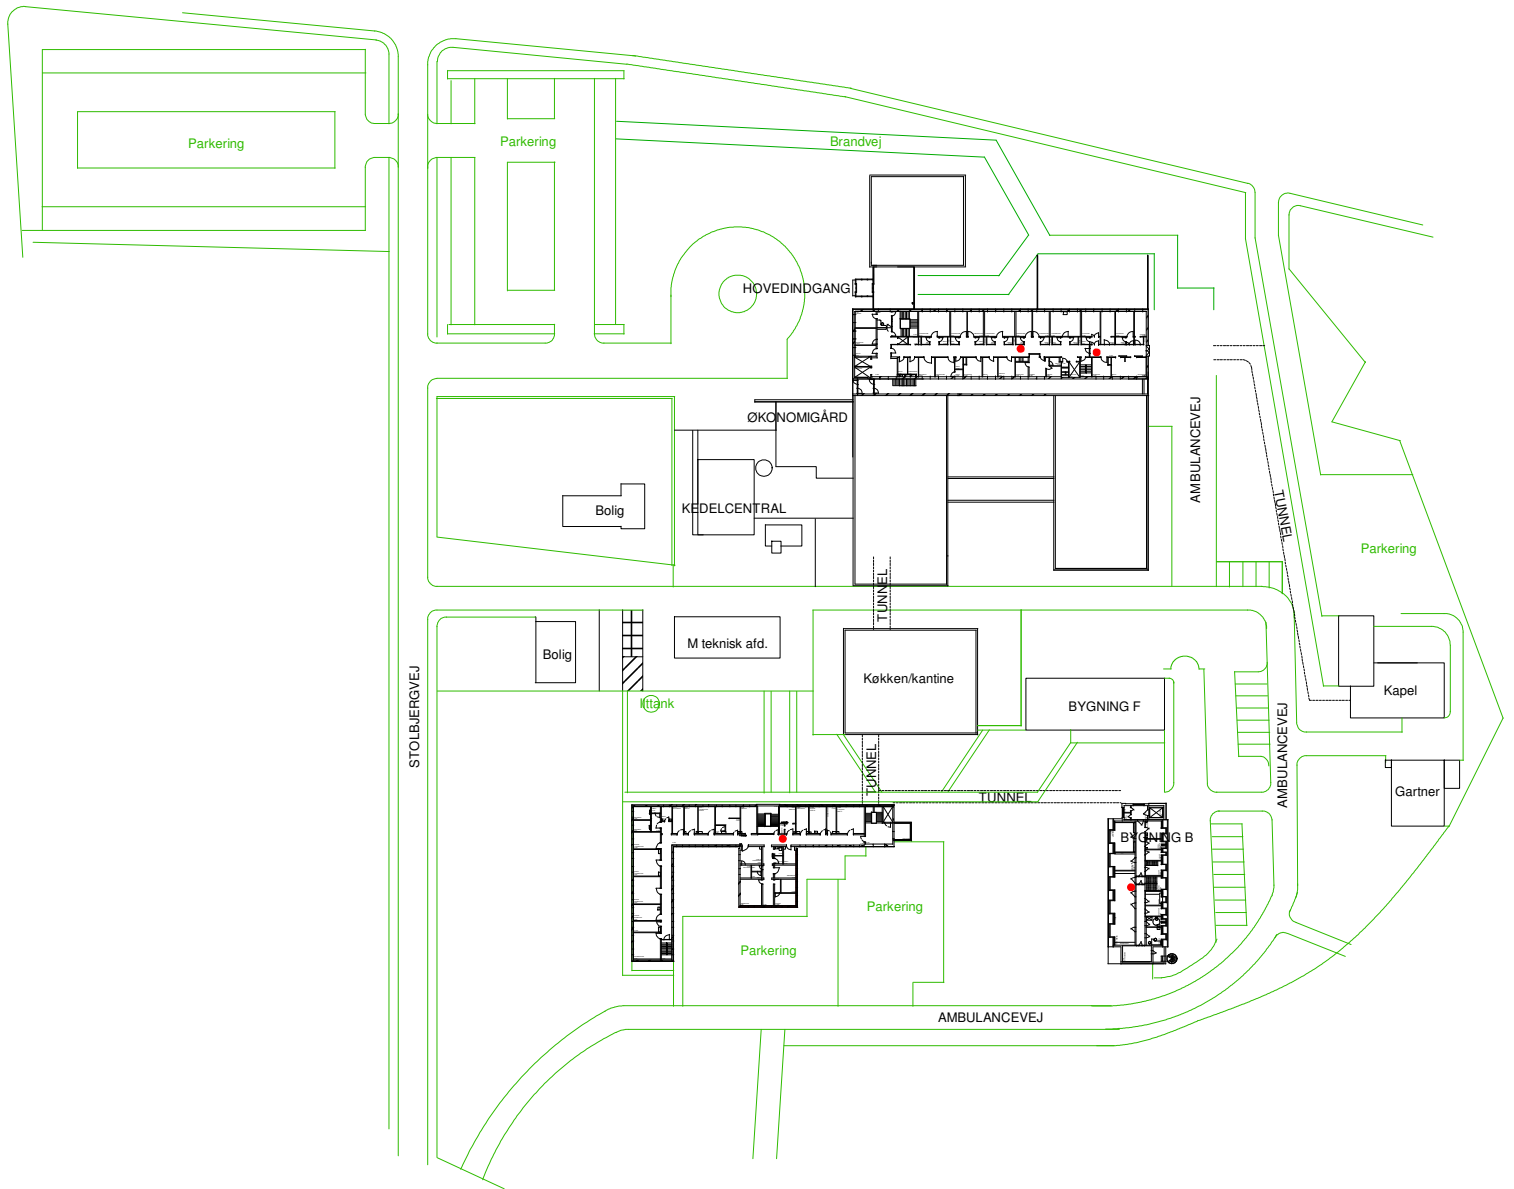 Parkering
Parkering
Brandvej
HOVEDINDGANG
ØKONOMIGÅRD
AMBULANCEVEJ
Bolig
KEDELCENTRAL
TUNNEL
Parkering
TUNNEL
M teknisk afd.
Bolig
STOLBJERGVEJ
Køkken/kantine
Kapel
Ilttank
BYGNING F
AMBULANCEVEJ
TUNNEL
TUNNEL
Gartner
BYGNING B
Parkering
Parkering
AMBULANCEVEJ